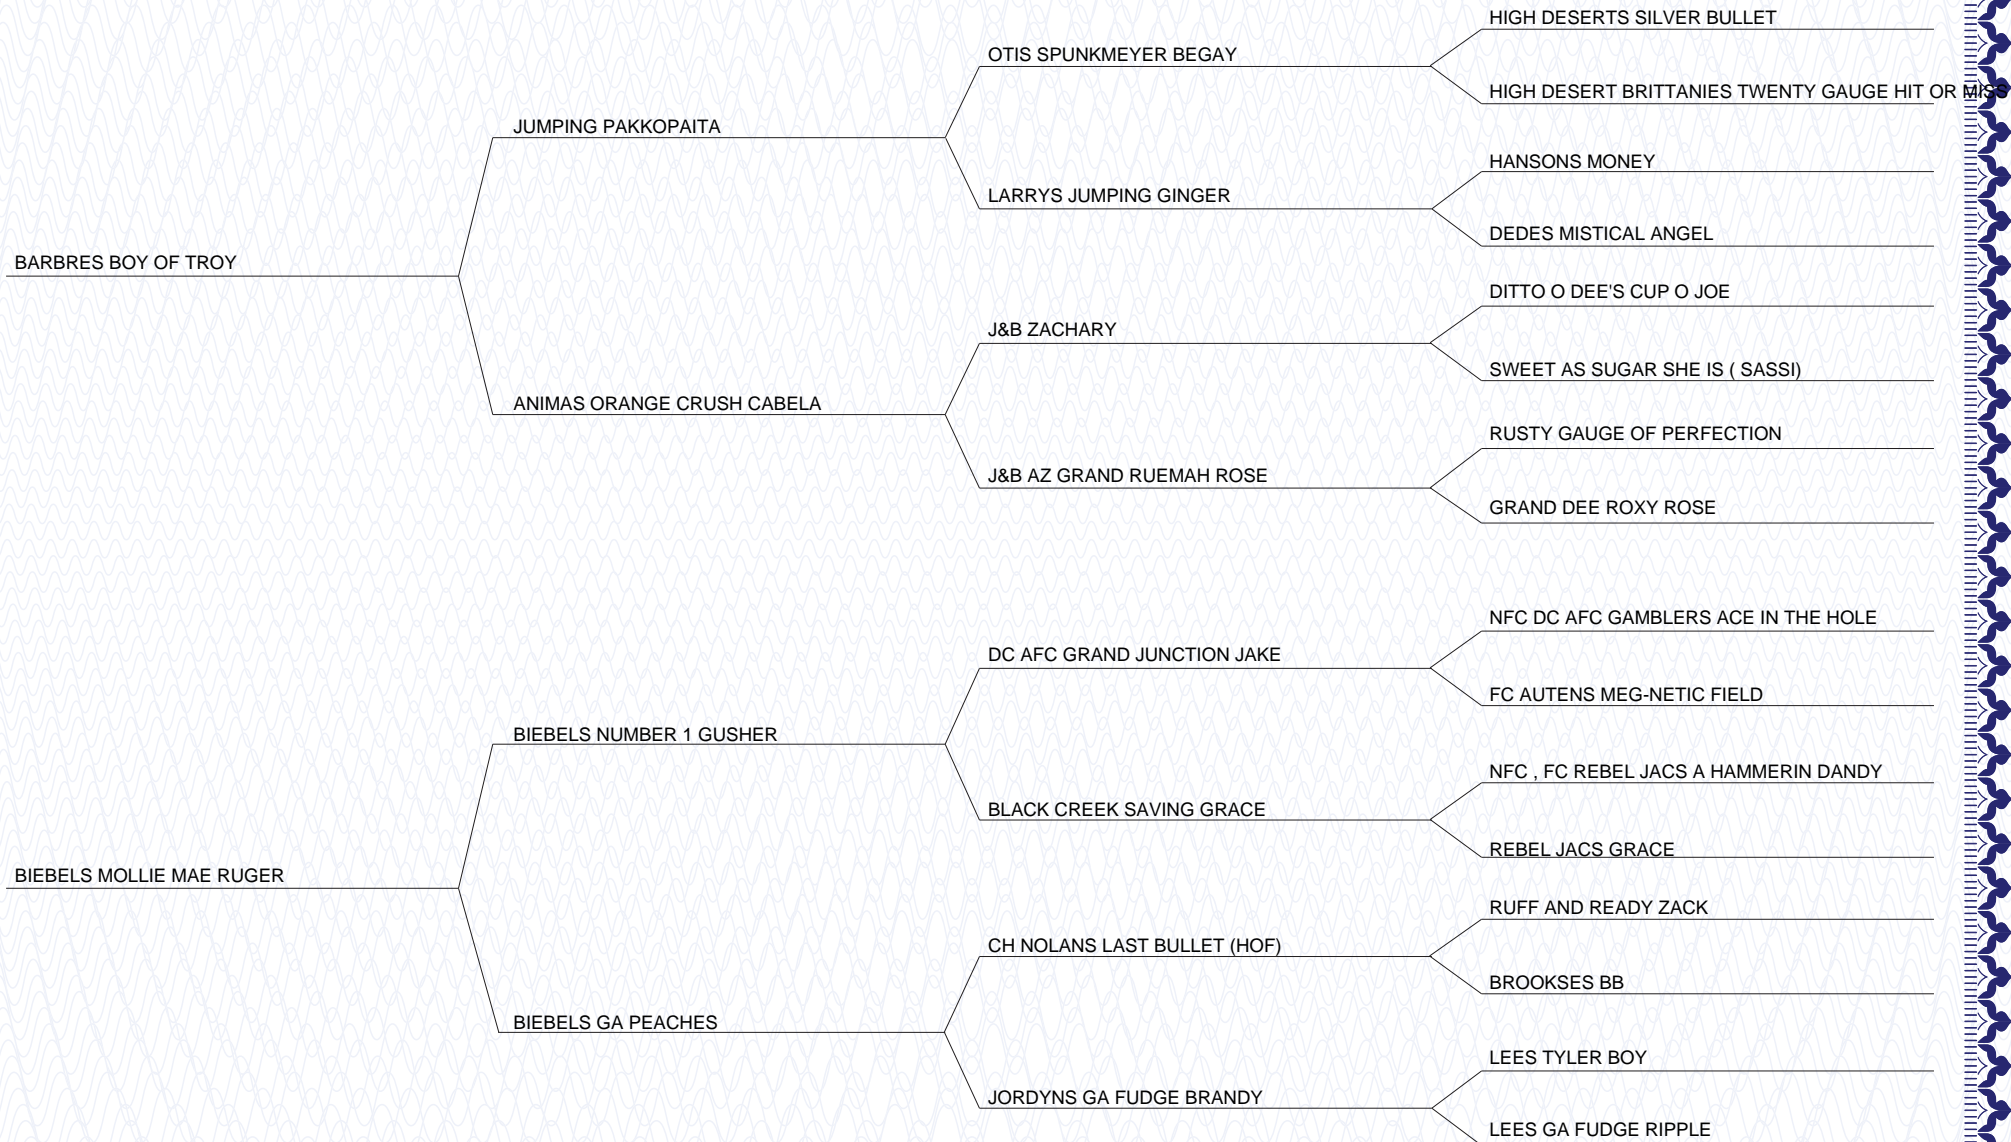 HIGH DESERTS SILVER BULLET
OTIS SPUNKMEYER BEGAY
HIGH DESERT BRITTANIES TWENTY GAUGE HIT OR MISS
JUMPING PAKKOPAITA
HANSONS MONEY
LARRYS JUMPING GINGER
DEDES MISTICAL ANGEL
BARBRES BOY OF TROY
DITTO O DEE'S CUP O JOE
J&B ZACHARY
SWEET AS SUGAR SHE IS ( SASSI)
ANIMAS ORANGE CRUSH CABELA
RUSTY GAUGE OF PERFECTION
J&B AZ GRAND RUEMAH ROSE
GRAND DEE ROXY ROSE
NFC DC AFC GAMBLERS ACE IN THE HOLE
DC AFC GRAND JUNCTION JAKE
FC AUTENS MEG-NETIC FIELD
BIEBELS NUMBER 1 GUSHER
NFC , FC REBEL JACS A HAMMERIN DANDY
BLACK CREEK SAVING GRACE
REBEL JACS GRACE
BIEBELS MOLLIE MAE RUGER
RUFF AND READY ZACK
CH NOLANS LAST BULLET (HOF)
BROOKSES BB
BIEBELS GA PEACHES
LEES TYLER BOY
JORDYNS GA FUDGE BRANDY
LEES GA FUDGE RIPPLE